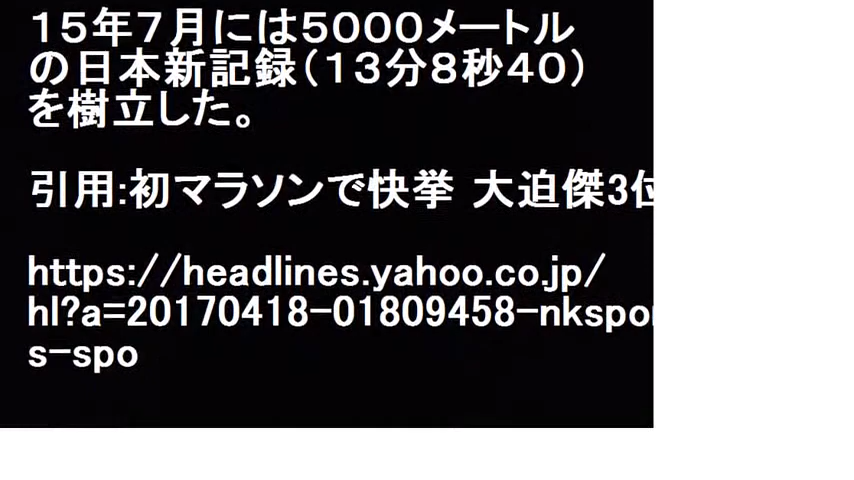 １５年７月には５０００メートル
の日本新記録（１３分８秒４０）
を樹立した。
引用:初マラソンで快挙 大迫傑3位
https://headlines.yahoo.co.jp/
hl?a=20170418-01809458-nkspor
s-spo